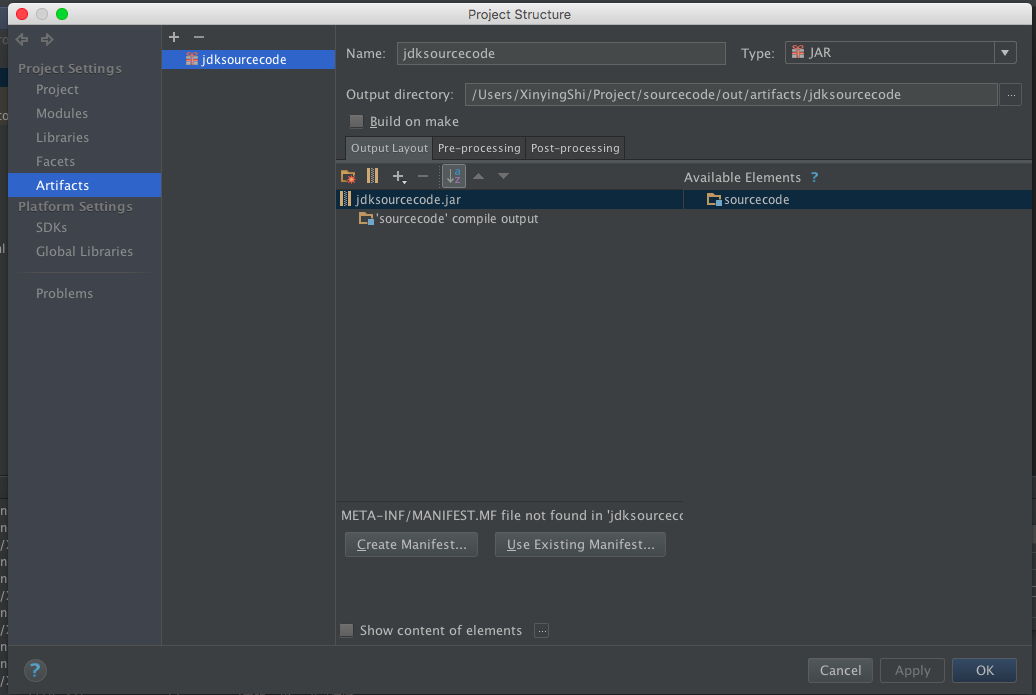 Project Structure
Project Settings
Project
Modules
Libraries
Facets
Artifacts
Platform Settings
SDKs
Global Libraries
Problems
jdksourcecode
Name: jdksourcecode Type: JAR
Output directory: /Users/XinyingShi/Project/sourcecode/out/artifacts/jdksourcecode ...
Build on make
Output Layout Pre-processing Post-processing
Available Elements ?
jdksourcecode.jar sourcecode
'sourcecode' compile output
META-INF/MANIFEST.MF file not found in 'jdksourcec
Create Manifest... Use Existing Manifest...
Show content of elements ...
? Cancel Apply OK